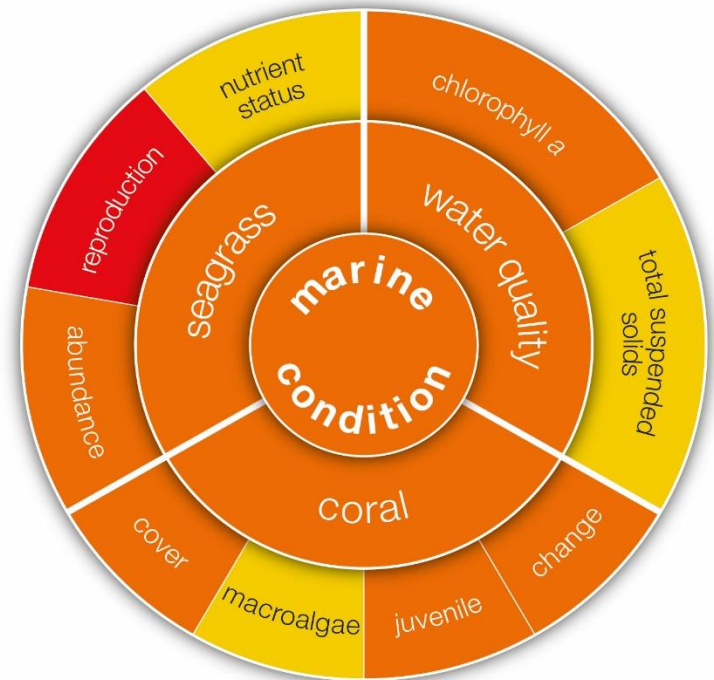 marine
condition
water quality
coral
seagrass
chlorophyll a
total suspended
solids
change
juvenile
macroalgae
cover
abundance
reproduction
nutrient
status